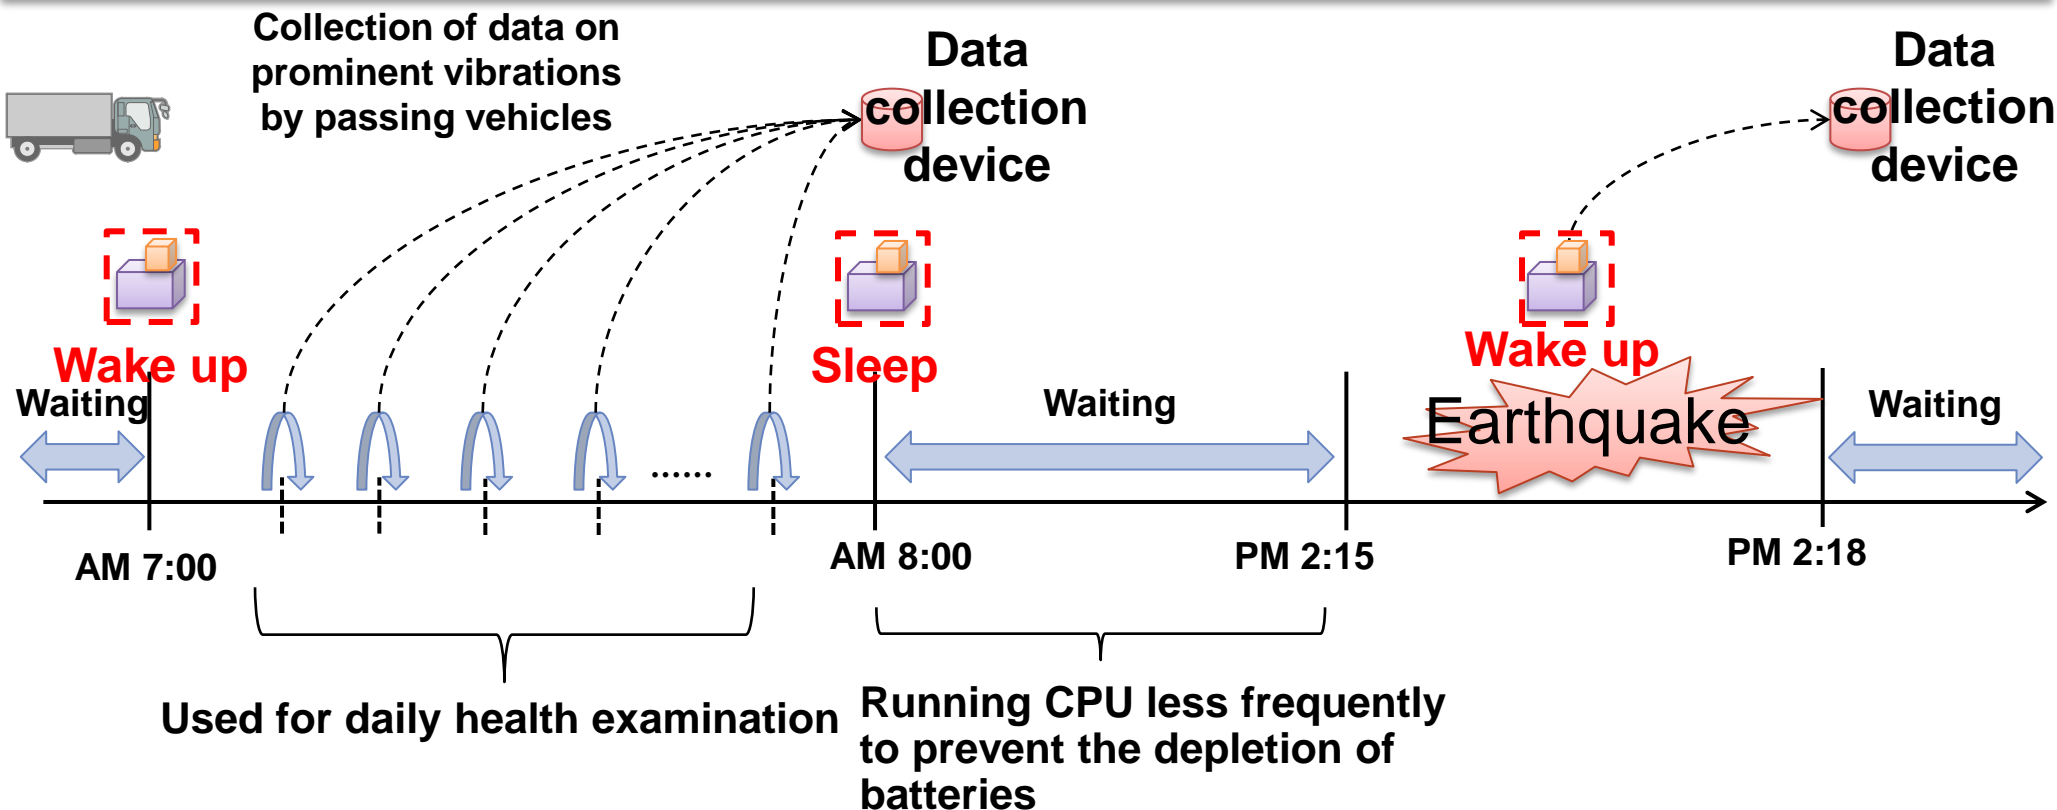 Collection of data on
prominent vibrations
by passing vehicles
Data
collection
device
Data
collection
device
Wake up
Sleep
Wake up
Waiting
Waiting
Earthquake
Waiting
......
AM 7:00
AM 8:00
PM 2:15
PM 2:18
Used for daily health examination
Running CPU less frequently
to prevent the depletion of
batteries